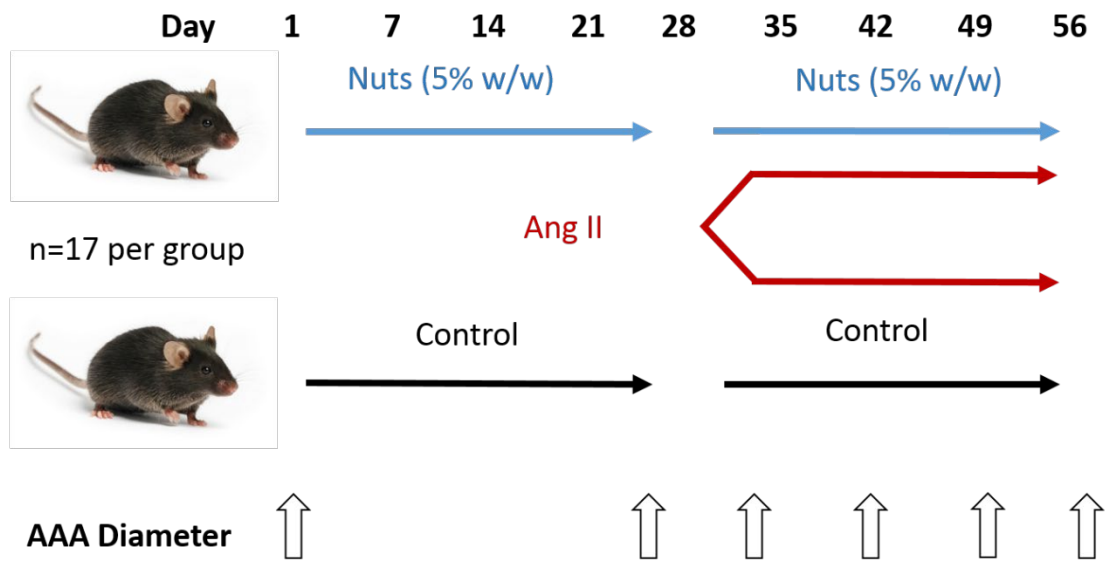 Day 1 7 14 21 28 35 42 49 56
Nuts (5% w/w) Nuts (5% w/w)
Ang II
n=17 per group
Control Control
AAA Diameter